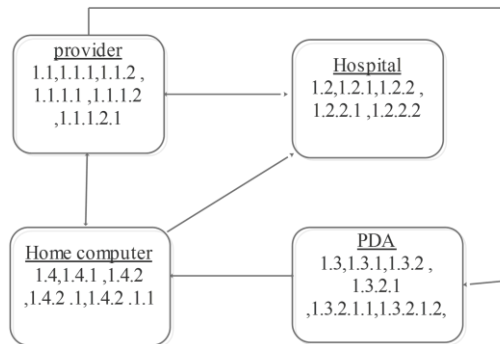 provider
1.1,1.1.1,1.1.2 ,
1.1.1.1 ,1.1.1.2
,1.1.1.2.1
Hospital
1.2,1.2.1,1.2.2 ,
1.2.2.1 ,1.2.2.2
Home computer
1.4,1.4.1 ,1.4.2
,1.4.2 .1,1.4.2 .1.1
PDA
1.3,1.3.1,1.3.2 ,
1.3.2.1
,1.3.2.1.1,1.3.2.1.2,